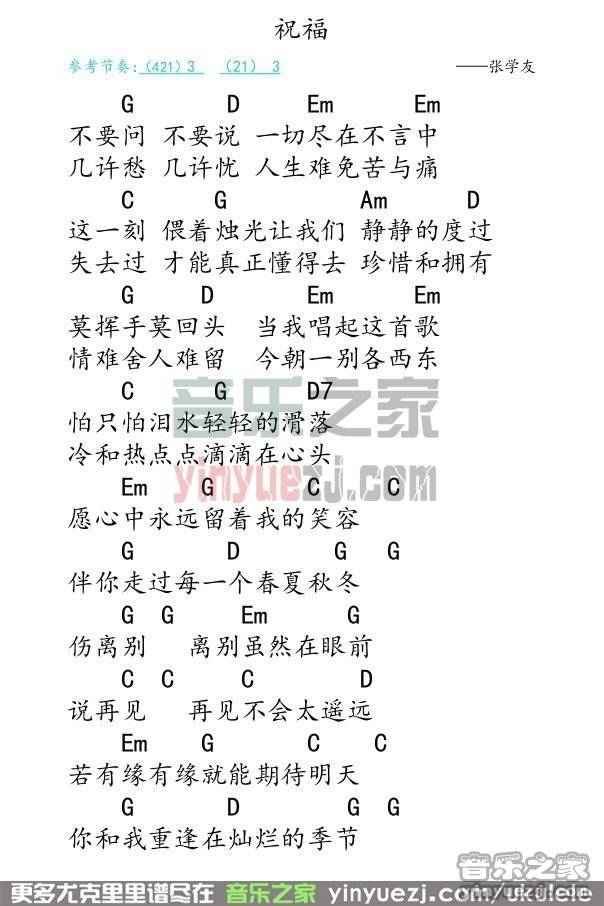 祝福
参考节奏：（421）3 （21） 3 ——张学友
G D Em Em
不要问 不要说 一切尽在不言中
几许愁 几许忧 人生难免苦与痛
C G Am D
这一刻 偎着烛光让我们 静静的度过
失去过 才能真正懂得去 珍惜和拥有
G D Em Em
莫挥手莫回头 当我唱起这首歌
情难舍人难留 今朝一别各西东
C G D7
怕只怕泪水轻轻的滑落
冷和热点点滴滴在心头
音乐之家
yinyuezj.com
Em G C C
愿心中永远留着我的笑容
G D G G
伴你走过每一个春夏秋冬
G G Em G
伤离别 离别虽然在眼前
C C C D
说再见 再见不会太遥远
Em G C C
若有缘有缘就能期待明天
G D G G
你和我重逢在灿烂的季节
音乐之家
yinyuezj.com
更多尤克里里谱尽在 音乐之家 yinyuezj.com/uku.com